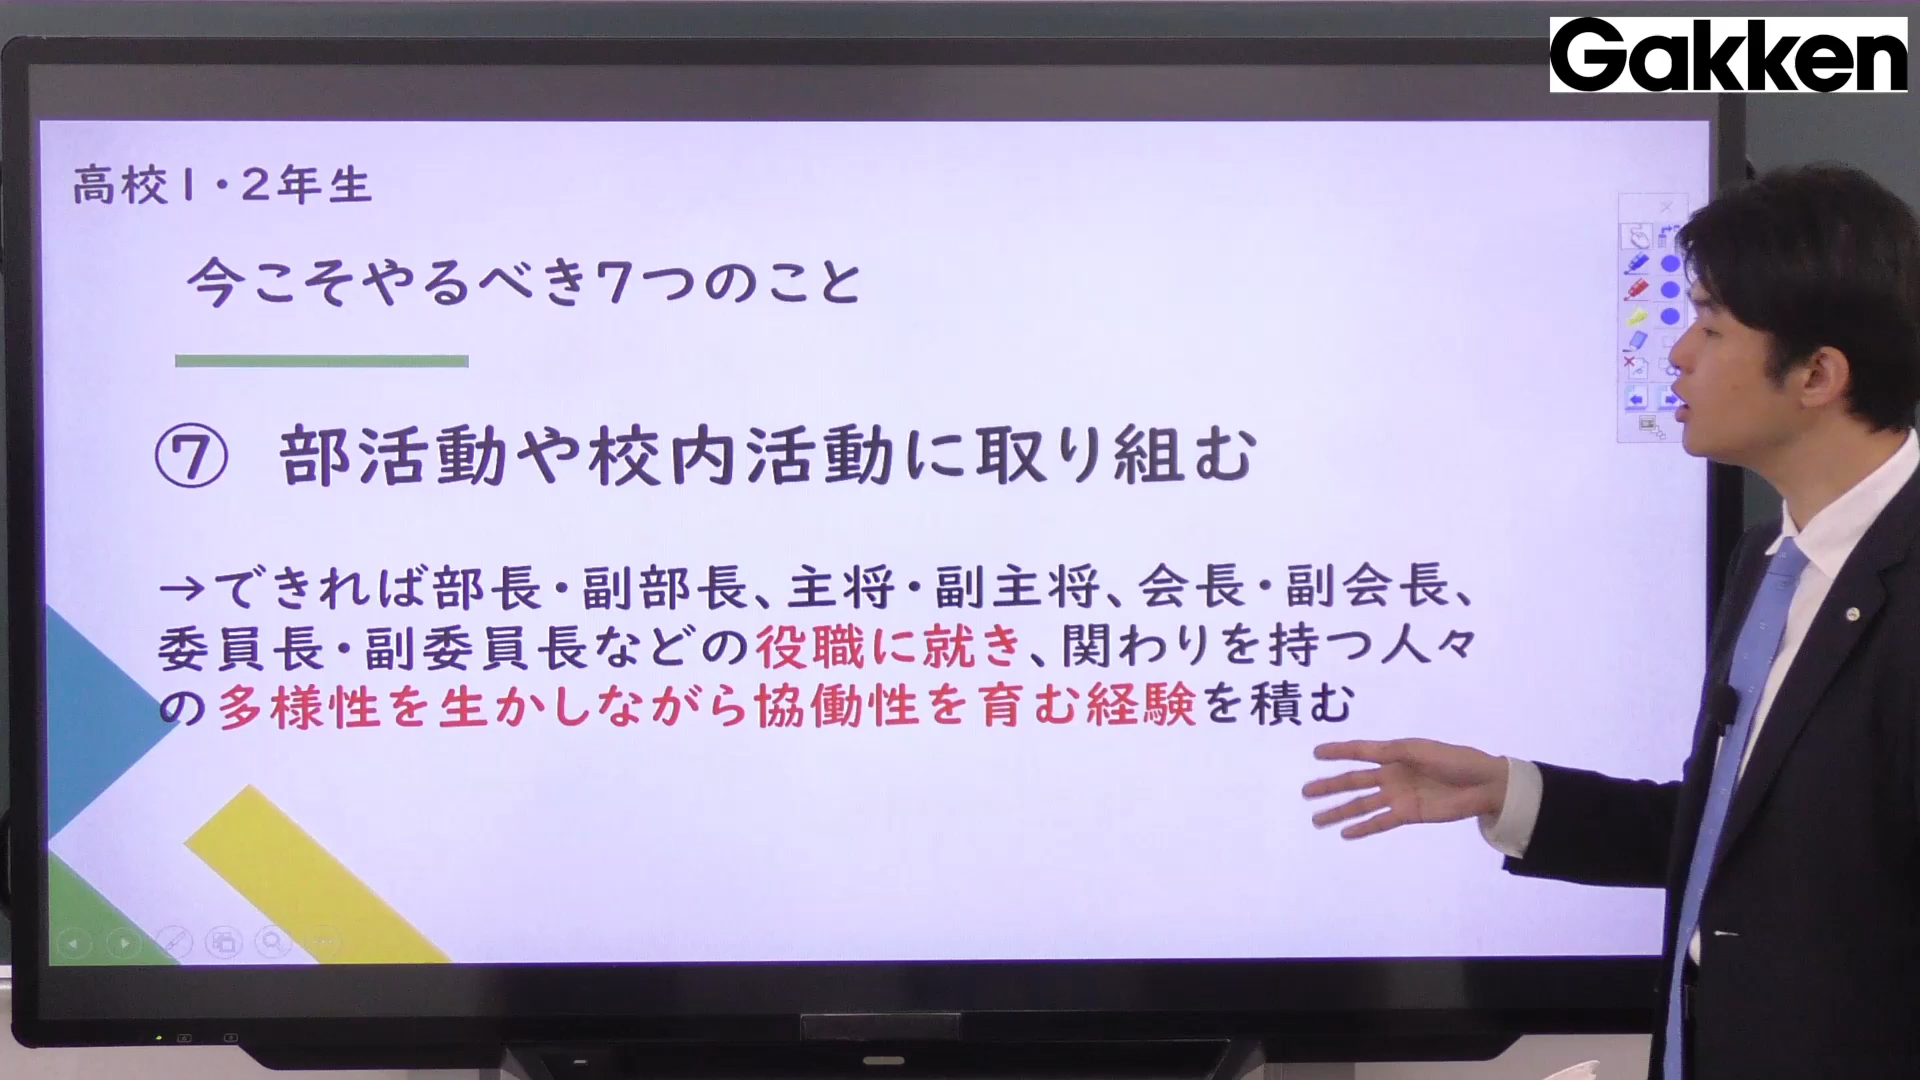 Gakken
高校1・2年生
今こそやるべき7つのこと
⑦ 部活動や校内活動に取り組む
→できれば部長・副部長、主将・副主将、会長・副会長、
委員長・副委員長などの役職に就き、関わりを持つ人々
の多様性を生かしながら協働性を育む経験を積む